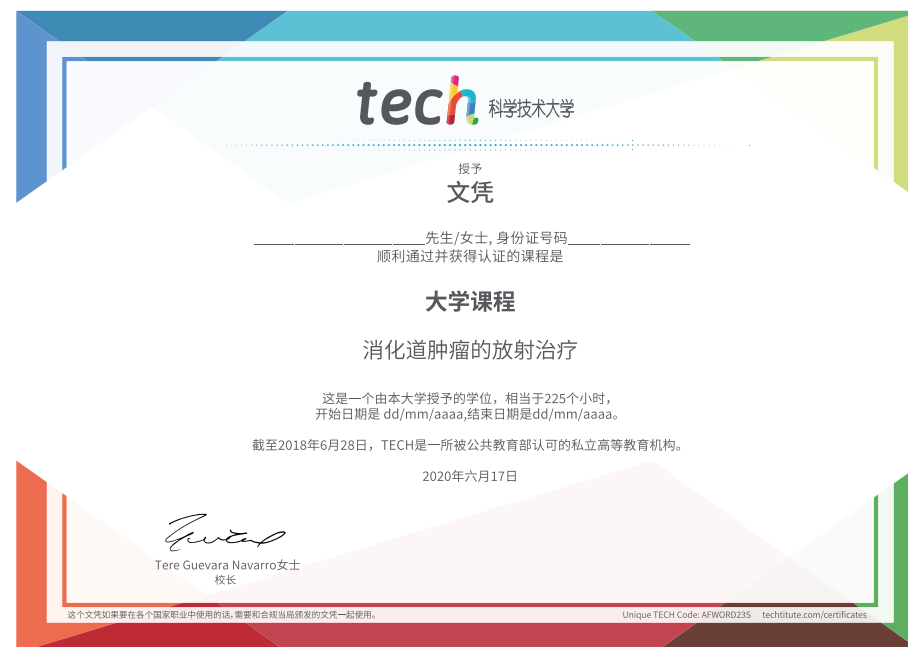 tech 科学技术大学
授予
文凭
先生/女士, 身份证号码
顺利通过并获得认证的课程是
大学课程
消化道肿瘤的放射治疗
这是一个由本大学授予的学位，相当于225个小时，
开始日期是 dd/mm/aaaa,结束日期是dd/mm/aaaa。
截至2018年6月28日，TECH是一所被公共教育部认可的私立高等教育机构。
2020年六月17日
Tere Guevara Navarro女士
校长
这个文凭如果要在各个国家职业中使用的话,需要和合规当局颁发的文凭一起使用。
Unique TECH Code: AFWORD23S techtitute.com/certificates